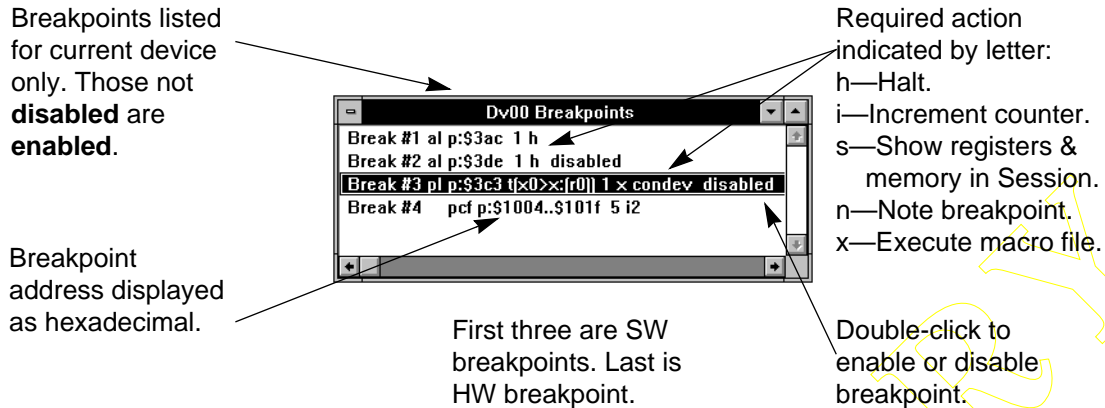 Breakpoints listed
for current device
only. Those not
disabled are
enabled.
Breakpoint
address displayed
as hexadecimal.
Dv00 Breakpoints
Break #1 al p:$3ac 1 h
Break #2 al p:$3de 1 h disabled
Break #3 pl p:$3c3 t(x0>x:(r0)) 1 x condev disabled
Break #4 pcf p:$1004..$101f 5 i2
First three are SW
breakpoints. Last is
HW breakpoint.
Required action
indicated by letter:
h—Halt.
i—Increment counter.
s—Show registers &
memory in Session.
n—Note breakpoint.
x—Execute macro file.
Double-click to
enable or disable
breakpoint.